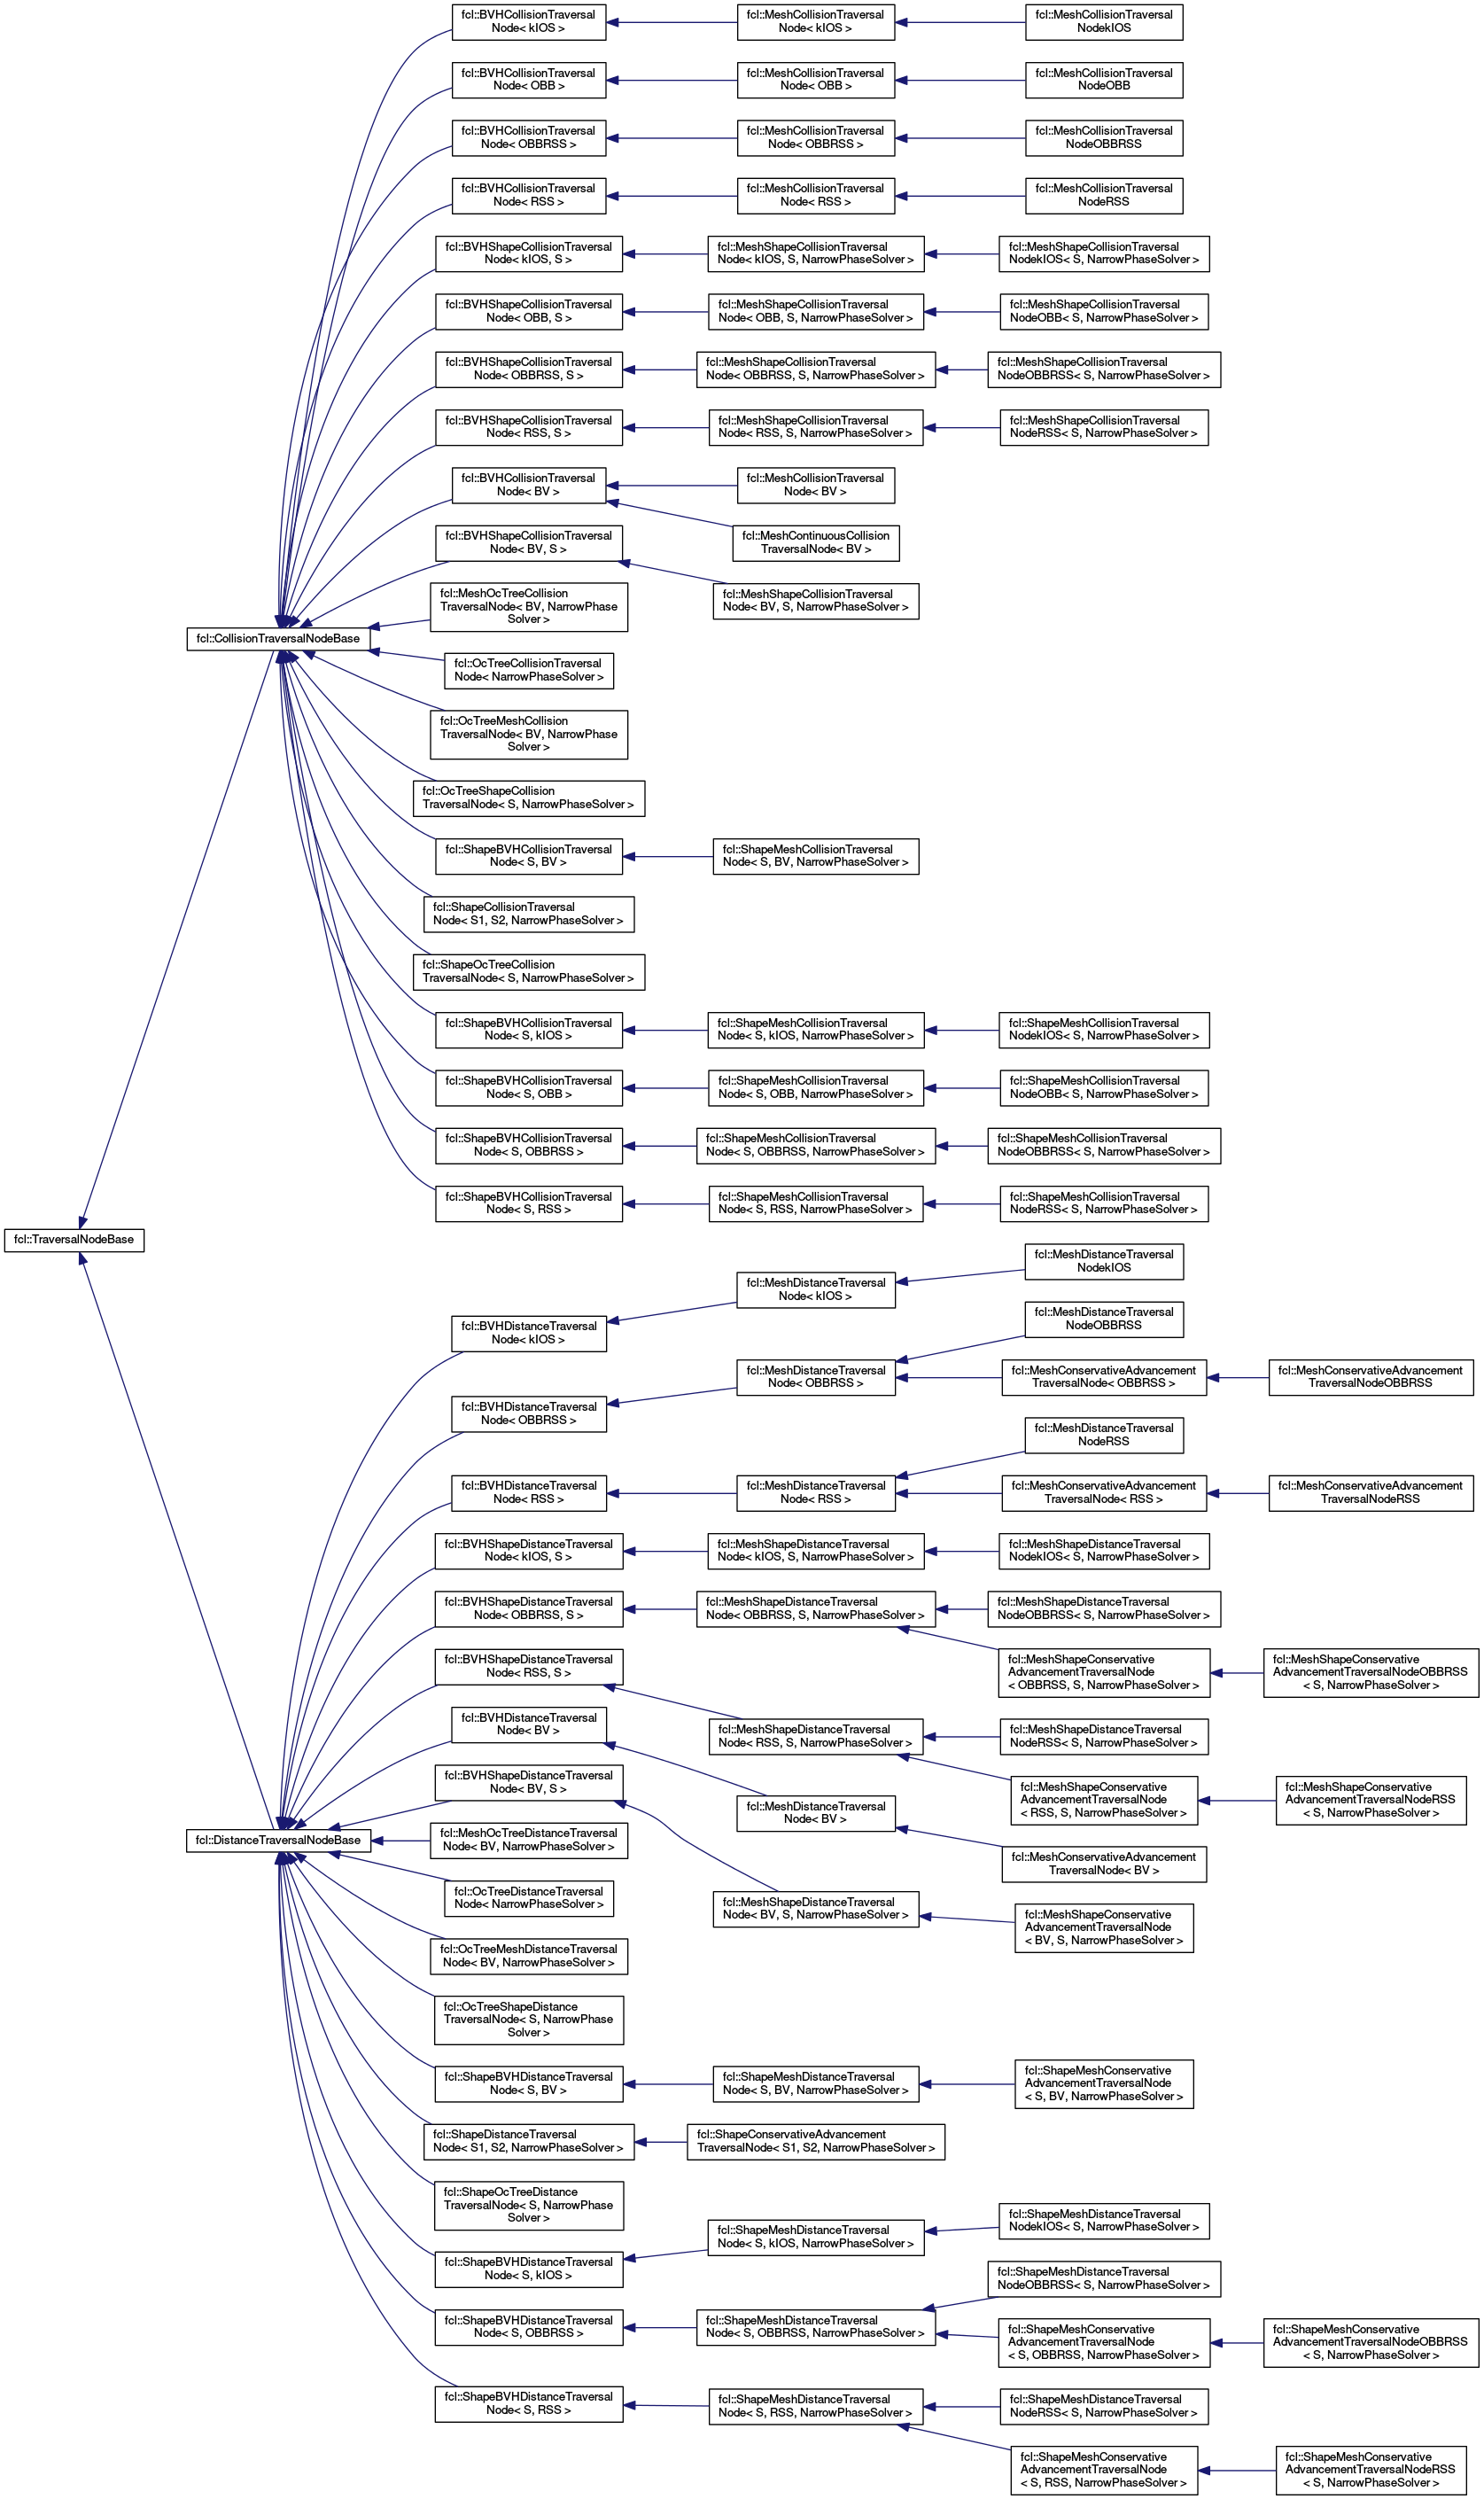 fcl::BVHCollisionTraversal
Node< kIOS >
fcl::MeshCollisionTraversal
Node< kIOS >
fcl::MeshCollisionTraversal
NodekIOS
fcl::BVHCollisionTraversal
Node< OBB >
fcl::MeshCollisionTraversal
Node< OBB >
fcl::MeshCollisionTraversal
NodeOBB
fcl::BVHCollisionTraversal
Node< OBBRSS >
fcl::MeshCollisionTraversal
Node< OBBRSS >
fcl::MeshCollisionTraversal
NodeOBBRSS
fcl::BVHCollisionTraversal
Node< RSS >
fcl::MeshCollisionTraversal
Node< RSS >
fcl::MeshCollisionTraversal
NodeRSS
fcl::BVHShapeCollisionTraversal
Node< kIOS, S >
fcl::MeshShapeCollisionTraversal
Node< kIOS, S, NarrowPhaseSolver >
fcl::MeshShapeCollisionTraversal
NodekIOS< S, NarrowPhaseSolver >
fcl::BVHShapeCollisionTraversal
Node< OBB, S >
fcl::MeshShapeCollisionTraversal
Node< OBB, S, NarrowPhaseSolver >
fcl::MeshShapeCollisionTraversal
NodeOBB< S, NarrowPhaseSolver >
fcl::BVHShapeCollisionTraversal
Node< OBBRSS, S >
fcl::MeshShapeCollisionTraversal
Node< OBBRSS, S, NarrowPhaseSolver >
fcl::MeshShapeCollisionTraversal
NodeOBBRSS< S, NarrowPhaseSolver >
fcl::BVHShapeCollisionTraversal
Node< RSS, S >
fcl::MeshShapeCollisionTraversal
Node< RSS, S, NarrowPhaseSolver >
fcl::MeshShapeCollisionTraversal
NodeRSS< S, NarrowPhaseSolver >
fcl::BVHCollisionTraversal
Node< BV >
fcl::MeshCollisionTraversal
Node< BV >
fcl::MeshContinuousCollision
TraversalNode< BV >
fcl::BVHShapeCollisionTraversal
Node< BV, S >
fcl::MeshShapeCollisionTraversal
Node< BV, S, NarrowPhaseSolver >
fcl::MeshOcTreeCollision
TraversalNode< BV, NarrowPhase
Solver >
fcl::CollisionTraversalNodeBase
fcl::OcTreeCollisionTraversal
Node< NarrowPhaseSolver >
fcl::OcTreeMeshCollision
TraversalNode< BV, NarrowPhase
Solver >
fcl::OcTreeShapeCollision
TraversalNode< S, NarrowPhaseSolver >
fcl::ShapeBVHCollisionTraversal
Node< S, BV >
fcl::ShapeMeshCollisionTraversal
Node< S, BV, NarrowPhaseSolver >
fcl::ShapeCollisionTraversal
Node< S1, S2, NarrowPhaseSolver >
fcl::ShapeOcTreeCollision
TraversalNode< S, NarrowPhaseSolver >
fcl::ShapeBVHCollisionTraversal
Node< S, kIOS >
fcl::ShapeMeshCollisionTraversal
Node< S, kIOS, NarrowPhaseSolver >
fcl::ShapeMeshCollisionTraversal
NodekIOS< S, NarrowPhaseSolver >
fcl::ShapeBVHCollisionTraversal
Node< S, OBB >
fcl::ShapeMeshCollisionTraversal
Node< S, OBB, NarrowPhaseSolver >
fcl::ShapeMeshCollisionTraversal
NodeOBB< S, NarrowPhaseSolver >
fcl::ShapeBVHCollisionTraversal
Node< S, OBBRSS >
fcl::ShapeMeshCollisionTraversal
Node< S, OBBRSS, NarrowPhaseSolver >
fcl::ShapeMeshCollisionTraversal
NodeOBBRSS< S, NarrowPhaseSolver >
fcl::ShapeBVHCollisionTraversal
Node< S, RSS >
fcl::ShapeMeshCollisionTraversal
Node< S, RSS, NarrowPhaseSolver >
fcl::ShapeMeshCollisionTraversal
NodeRSS< S, NarrowPhaseSolver >
fcl::TraversalNodeBase
fcl::BVHDistanceTraversal
Node< kIOS >
fcl::MeshDistanceTraversal
Node< kIOS >
fcl::MeshDistanceTraversal
NodekIOS
fcl::MeshDistanceTraversal
NodeOBBRSS
fcl::BVHDistanceTraversal
Node< OBBRSS >
fcl::MeshDistanceTraversal
Node< OBBRSS >
fcl::MeshConservativeAdvancement
TraversalNode< OBBRSS >
fcl::MeshConservativeAdvancement
TraversalNodeOBBRSS
fcl::MeshDistanceTraversal
NodeRSS
fcl::BVHDistanceTraversal
Node< RSS >
fcl::MeshDistanceTraversal
Node< RSS >
fcl::MeshConservativeAdvancement
TraversalNode< RSS >
fcl::MeshConservativeAdvancement
TraversalNodeRSS
fcl::BVHShapeDistanceTraversal
Node< kIOS, S >
fcl::MeshShapeDistanceTraversal
Node< kIOS, S, NarrowPhaseSolver >
fcl::MeshShapeDistanceTraversal
NodekIOS< S, NarrowPhaseSolver >
fcl::BVHShapeDistanceTraversal
Node< OBBRSS, S >
fcl::MeshShapeDistanceTraversal
Node< OBBRSS, S, NarrowPhaseSolver >
fcl::MeshShapeDistanceTraversal
NodeOBBRSS< S, NarrowPhaseSolver >
fcl::MeshShapeConservative
AdvancementTraversalNode
< OBBRSS, S, NarrowPhaseSolver >
fcl::MeshShapeConservative
AdvancementTraversalNodeOBBRSS
< S, NarrowPhaseSolver >
fcl::BVHShapeDistanceTraversal
Node< RSS, S >
fcl::MeshShapeDistanceTraversal
Node< RSS, S, NarrowPhaseSolver >
fcl::MeshShapeDistanceTraversal
NodeRSS< S, NarrowPhaseSolver >
fcl::MeshShapeConservative
AdvancementTraversalNode
< RSS, S, NarrowPhaseSolver >
fcl::MeshShapeConservative
AdvancementTraversalNodeRSS
< S, NarrowPhaseSolver >
fcl::BVHDistanceTraversal
Node< BV >
fcl::MeshDistanceTraversal
Node< BV >
fcl::MeshConservativeAdvancement
TraversalNode< BV >
fcl::BVHShapeDistanceTraversal
Node< BV, S >
fcl::MeshShapeDistanceTraversal
Node< BV, S, NarrowPhaseSolver >
fcl::MeshShapeConservative
AdvancementTraversalNode
< BV, S, NarrowPhaseSolver >
fcl::DistanceTraversalNodeBase
fcl::MeshOcTreeDistanceTraversal
Node< BV, NarrowPhaseSolver >
fcl::OcTreeDistanceTraversal
Node< NarrowPhaseSolver >
fcl::OcTreeMeshDistanceTraversal
Node< BV, NarrowPhaseSolver >
fcl::OcTreeShapeDistance
TraversalNode< S, NarrowPhase
Solver >
fcl::ShapeBVHDistanceTraversal
Node< S, BV >
fcl::ShapeMeshDistanceTraversal
Node< S, BV, NarrowPhaseSolver >
fcl::ShapeMeshConservative
AdvancementTraversalNode
< S, BV, NarrowPhaseSolver >
fcl::ShapeDistanceTraversal
Node< S1, S2, NarrowPhaseSolver >
fcl::ShapeConservativeAdvancement
TraversalNode< S1, S2, NarrowPhaseSolver >
fcl::ShapeOcTreeDistance
TraversalNode< S, NarrowPhase
Solver >
fcl::ShapeBVHDistanceTraversal
Node< S, kIOS >
fcl::ShapeMeshDistanceTraversal
Node< S, kIOS, NarrowPhaseSolver >
fcl::ShapeMeshDistanceTraversal
NodekIOS< S, NarrowPhaseSolver >
fcl::ShapeMeshDistanceTraversal
NodeOBBRSS< S, NarrowPhaseSolver >
fcl::ShapeBVHDistanceTraversal
Node< S, OBBRSS >
fcl::ShapeMeshDistanceTraversal
Node< S, OBBRSS, NarrowPhaseSolver >
fcl::ShapeMeshConservative
AdvancementTraversalNode
< S, OBBRSS, NarrowPhaseSolver >
fcl::ShapeMeshConservative
AdvancementTraversalNodeOBBRSS
< S, NarrowPhaseSolver >
fcl::ShapeBVHDistanceTraversal
Node< S, RSS >
fcl::ShapeMeshDistanceTraversal
Node< S, RSS, NarrowPhaseSolver >
fcl::ShapeMeshDistanceTraversal
NodeRSS< S, NarrowPhaseSolver >
fcl::ShapeMeshConservative
AdvancementTraversalNode
< S, RSS, NarrowPhaseSolver >
fcl::ShapeMeshConservative
AdvancementTraversalNodeRSS
< S, NarrowPhaseSolver >